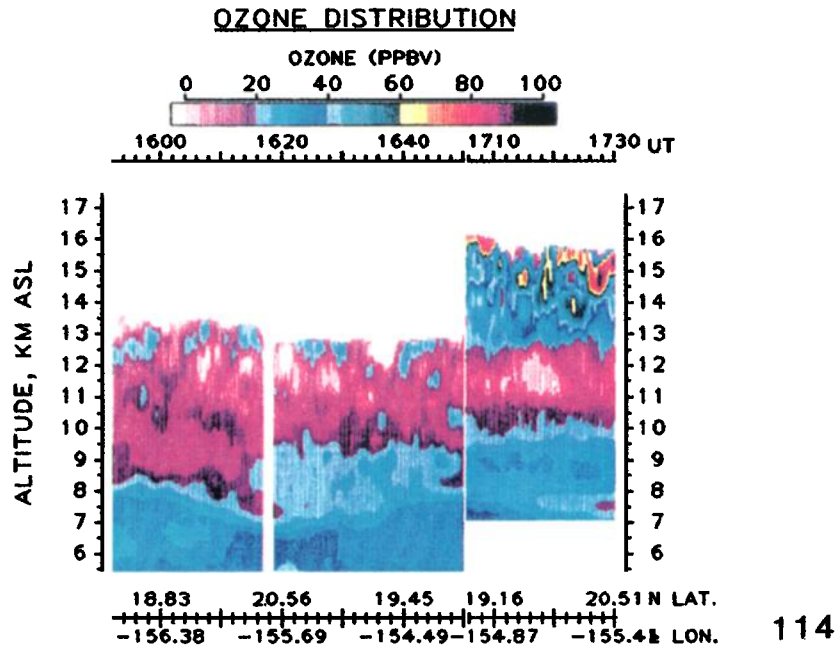 OZONE DISTRIBUTION
OZONE (PPBV)
0 20 40 60 80 100
1600 1620 1640 1710 1730 UT
17 17
16 16
15 15
14 14
13 13
12 12
11 11
10 10
9 9
8 8
7 7
6 6
ALTITUDE, KM ASL
18.83 20.56 19.45 19.16 20.51 N LAT.
-156.38 -155.69 -154.49 -154.87 -155.41 LON.
114